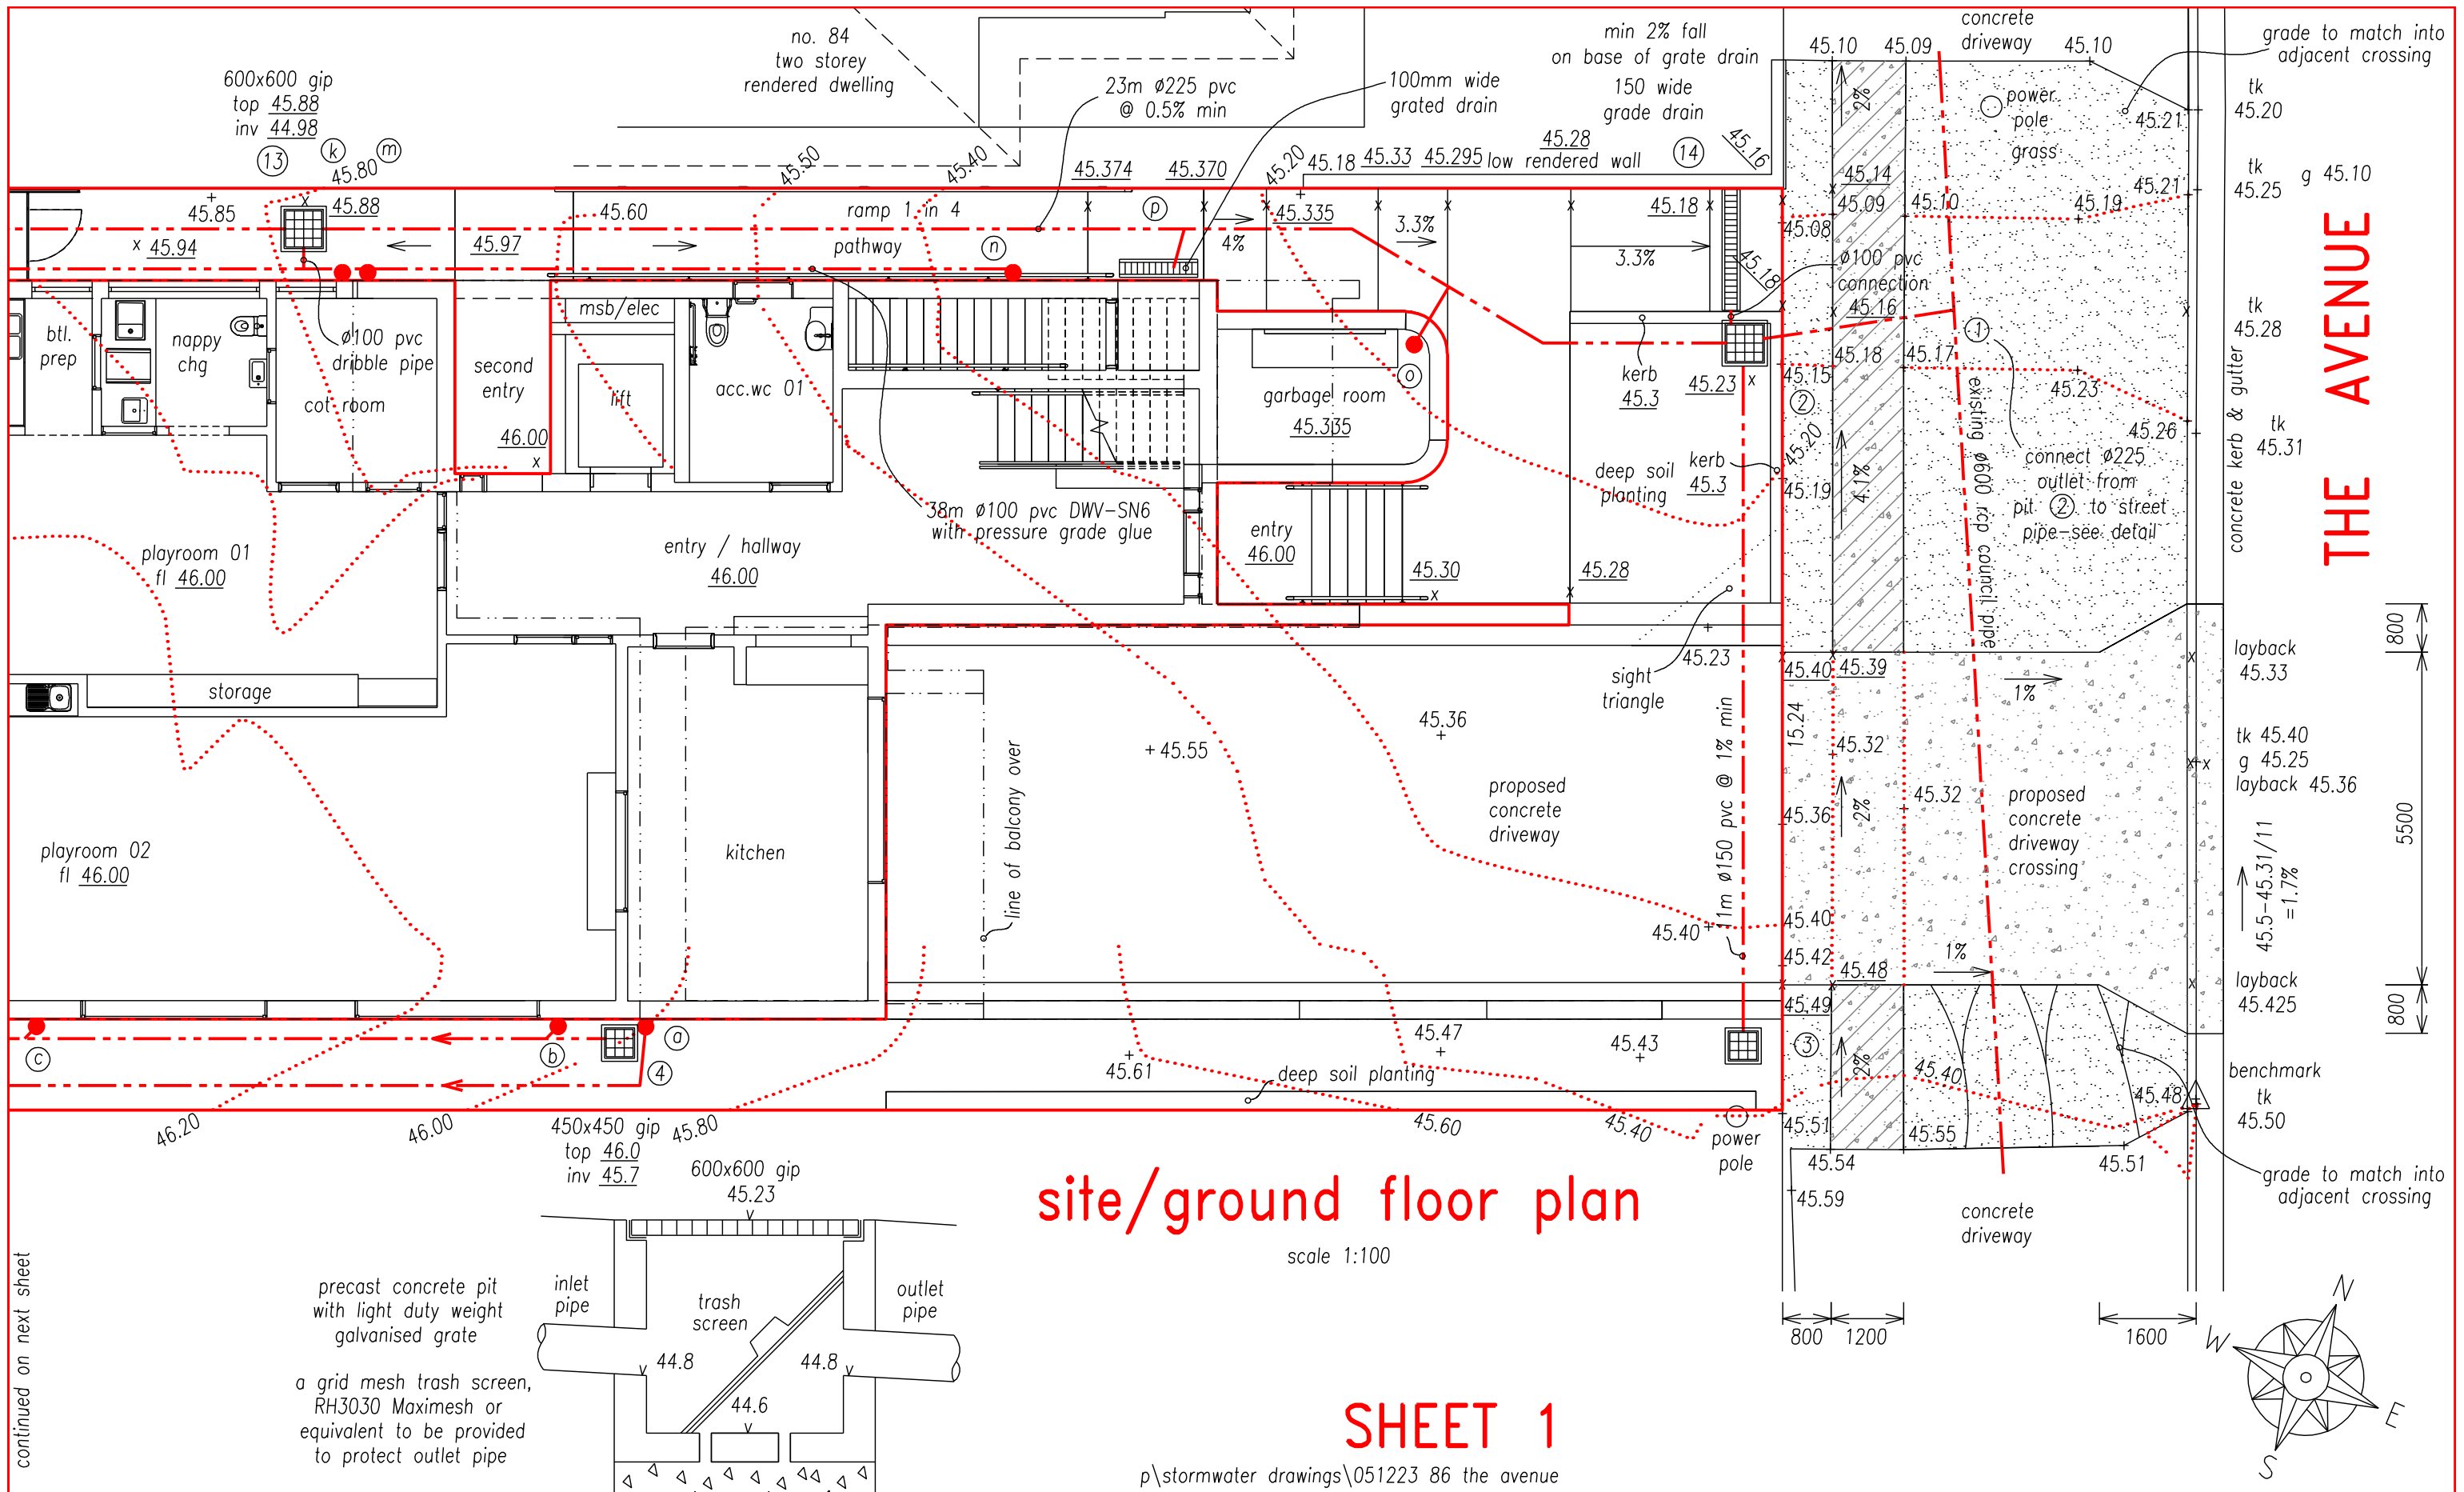 no. 84
two storey
rendered dwelling
600x600 gip
top 45.88
inv 44.98
13
k
m
45.80
23m ø225 pvc
@ 0.5% min
100mm wide
grated drain
min 2% fall
on base of grate drain
150 wide
grade drain
14
concrete
driveway
grade to match into
adjacent crossing
45.10
45.09
45.10
2%
power
pole
grass
45.21
tk
45.20
45.50
45.40
45.374
45.370
45.20
45.18
45.33
45.295
45.28
low rendered wall
45.16
45.14
45.21
tk
45.25
g 45.10
45.85
45.88
45.60
ramp 1 in 4
p
45.335
45.18
45.09
45.10
45.19
45.94
45.97
pathway
n
4%
3.3%
3.3%
45.08
45.18
ø100 pvc
connection
45.16
btl.
prep
nappy
chg
ø100 pvc
dribble pipe
cot room
second
entry
46.00
msb/elec
lift
acc.wc 01
garbage room
45.335
o
kerb
45.3
45.23
45.15
2
45.18
45.17
1
45.23
45.26
tk
45.28
tk
45.31
45.20
deep soil
planting
kerb
45.3
45.19
4.1%
existing ø600 rcp council pipe
connect ø225
outlet from
pit 2 to street
pipe-see detail
concrete kerb & gutter
THE AVENUE
38m ø100 pvc DWV-SN6
with pressure grade glue
playroom 01
fl 46.00
entry / hallway
46.00
entry
46.00
45.30
45.28
storage
45.23
sight
triangle
45.40
45.39
1%
layback
45.33
800
45.36
45.55
15.24
45.32
45.32
tk 45.40
g 45.25
layback 45.36
line of balcony over
proposed
concrete
driveway
11m ø150 pvc @ 1% min
45.36
2%
proposed
concrete
driveway
crossing
5500
playroom 02
fl 46.00
kitchen
45.5-45.31/11
=1.7%
45.40
45.40
45.42
45.48
1%
layback
45.425
45.49
800
c
b
a
4
45.61
45.47
45.43
3
2%
45.40
45.48
benchmark
tk
45.50
deep soil planting
46.20
46.00
45.80
45.60
45.40
power
pole
45.51
45.55
45.54
45.51
45.59
450x450 gip
top 46.0
inv 45.7
600x600 gip
45.23
site/ground floor plan
scale 1:100
concrete
driveway
grade to match into
adjacent crossing
continued on next sheet
precast concrete pit
with light duty weight
galvanised grate
inlet
pipe
trash
screen
outlet
pipe
44.8
44.8
44.6
a grid mesh trash screen,
RH3030 Maximesh or
equivalent to be provided
to protect outlet pipe
800
1200
1600
N
W
E
S
SHEET 1
p\stormwater drawings\051223 86 the avenue